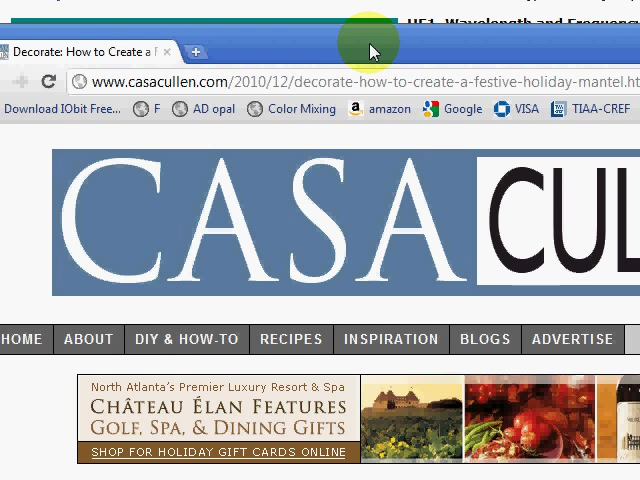 UE1. Wavelength and Frequency
Decorate: How to Create a F
www.casacullen.com/2010/12/decorate-how-to-create-a-festive-holiday-mantel.ht
Download IObit Free... F AD opal Color Mixing amazon Google VISA TIAA-CREF
CASA CUL
HOME ABOUT DIY & HOW-TO RECIPES INSPIRATION BLOGS ADVERTISE
North Atlanta's Premier Luxury Resort & Spa
CHÂTEAU ÉLAN FEATURES
GOLF, SPA, & DINING GIFTS
SHOP FOR HOLIDAY GIFT CARDS ONLINE